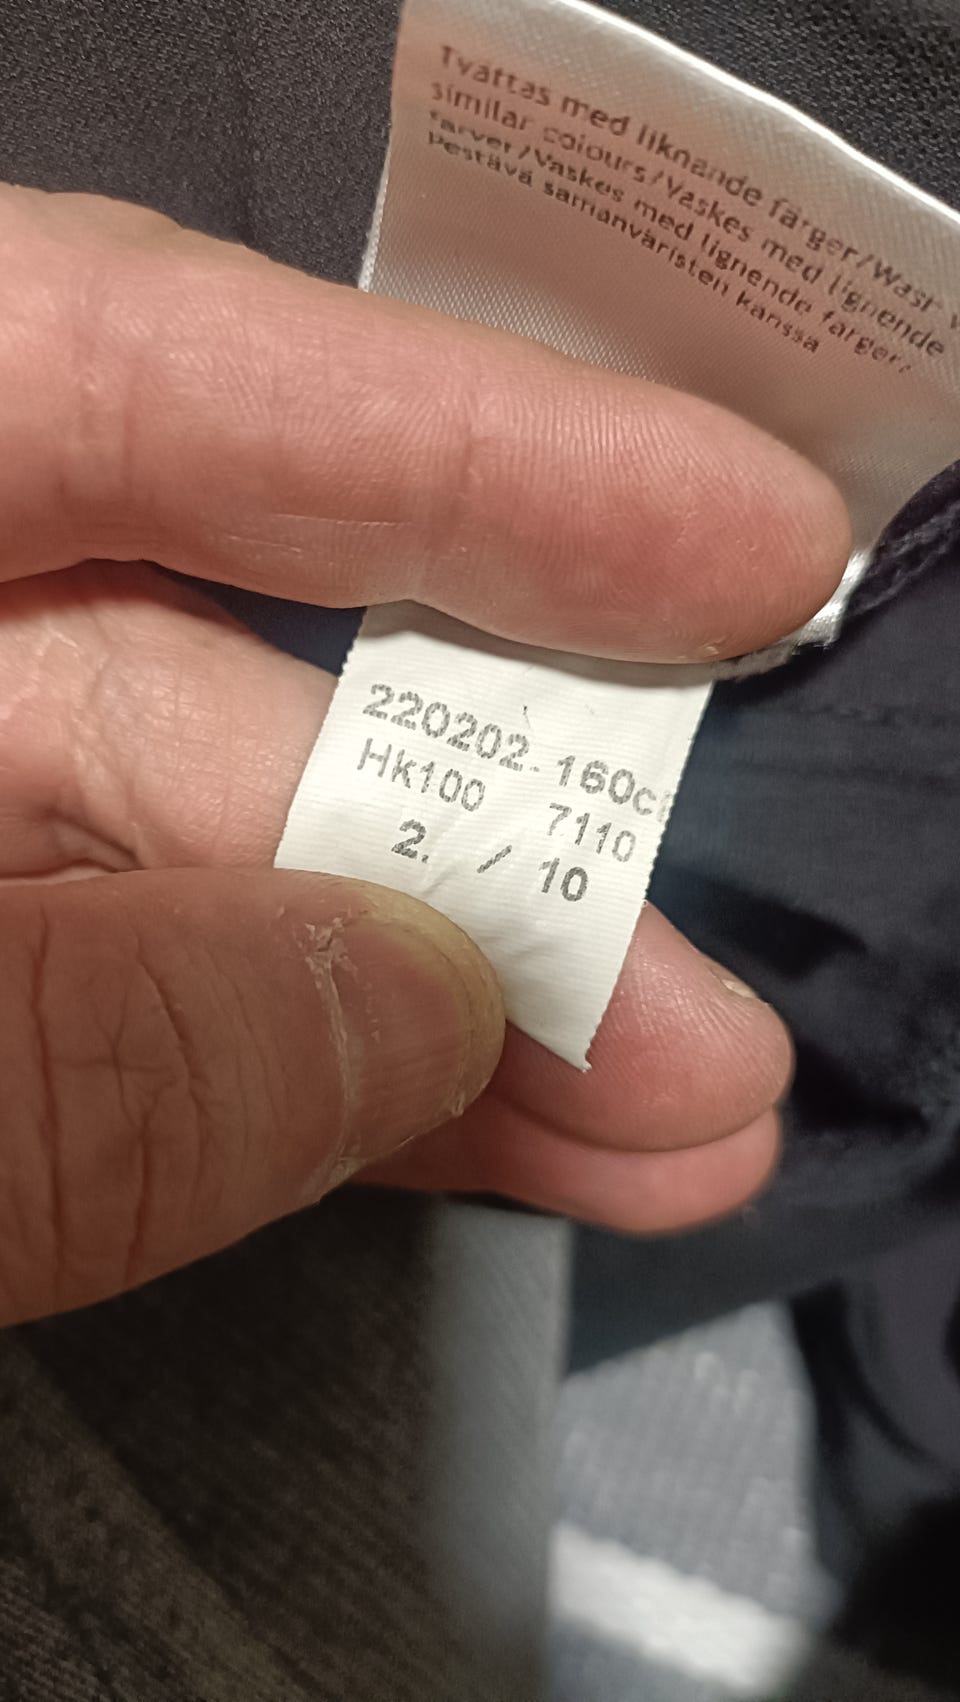 Tvättas med liknande färger/Wash
similar colours/Vaskes med lignende
farver/Vaskes med lignende farger/
Pestävä samanväristen kanssa
220202-160c
Hk100 7110
2. / 10